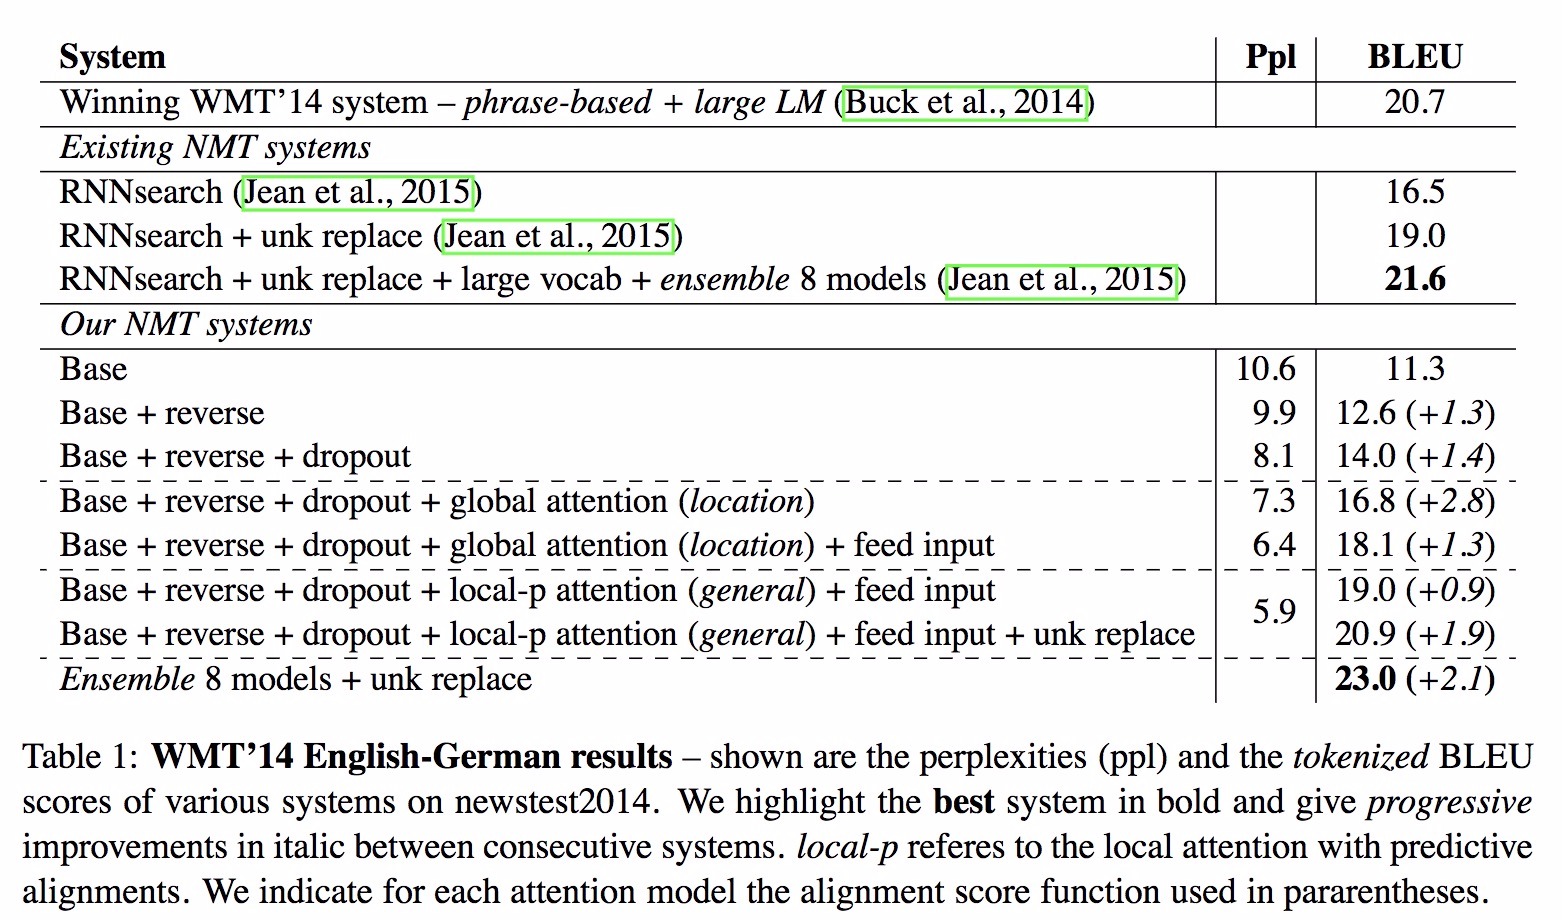 System Ppl BLEU
Winning WMT’14 system – phrase-based + large LM (Buck et al., 2014) 20.7
Existing NMT systems
RNNsearch (Jean et al., 2015) 16.5
RNNsearch + unk replace (Jean et al., 2015) 19.0
RNNsearch + unk replace + large vocab + ensemble 8 models (Jean et al., 2015) 21.6
Our NMT systems
Base 10.6 11.3
Base + reverse 9.9 12.6 (+1.3)
Base + reverse + dropout 8.1 14.0 (+1.4)
Base + reverse + dropout + global attention (location) 7.3 16.8 (+2.8)
Base + reverse + dropout + global attention (location) + feed input 6.4 18.1 (+1.3)
Base + reverse + dropout + local-p attention (general) + feed input 5.9 19.0 (+0.9)
Base + reverse + dropout + local-p attention (general) + feed input + unk replace 20.9 (+1.9)
Ensemble 8 models + unk replace 23.0 (+2.1)
Table 1: WMT’14 English-German results – shown are the perplexities (ppl) and the tokenized BLEU
scores of various systems on newstest2014. We highlight the best system in bold and give progressive
improvements in italic between consecutive systems. local-p referes to the local attention with predictive
alignments. We indicate for each attention model the alignment score function used in pararentheses.